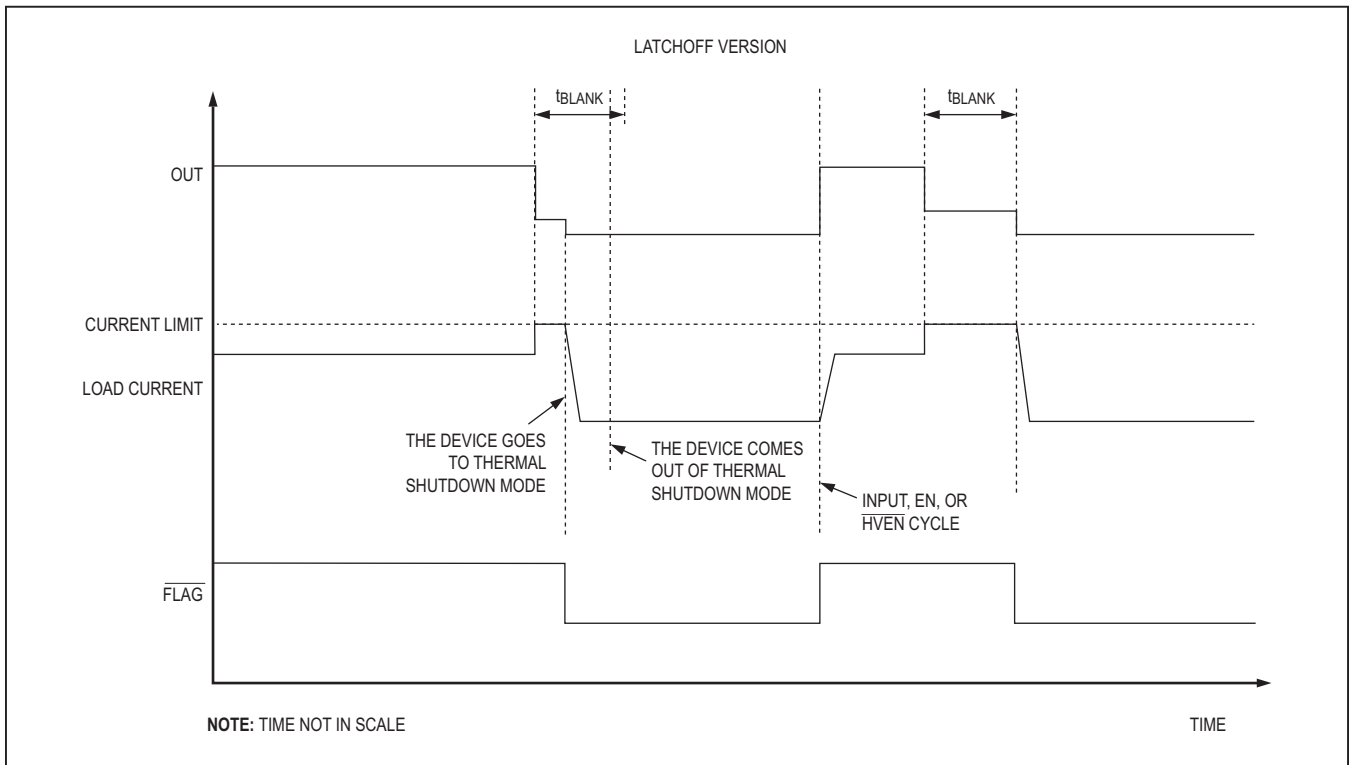 LATCHOFF VERSION
tBLANK
tBLANK
OUT
CURRENT LIMIT
LOAD CURRENT
THE DEVICE GOES
TO THERMAL
SHUTDOWN MODE
THE DEVICE COMES
OUT OF THERMAL
SHUTDOWN MODE
INPUT, EN, OR
HVEN CYCLE
FLAG
NOTE: TIME NOT IN SCALE
TIME